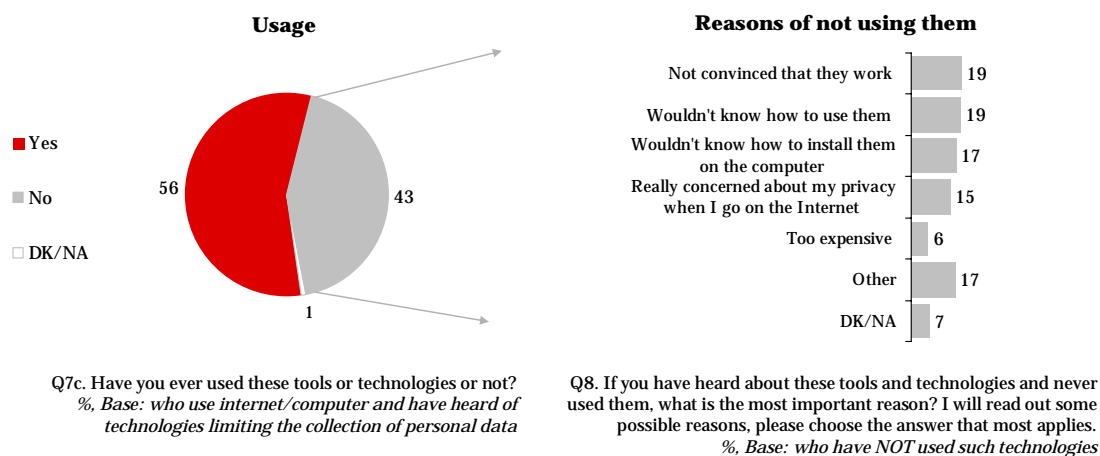 Usage
Yes
No
DK/NA
56
43
1
Q7c. Have you ever used these tools or technologies or not?
%, Base: who use internet/computer and have heard of
technologies limiting the collection of personal data
Reasons of not using them
Not convinced that they work
19
Wouldn't know how to use them
19
Wouldn't know how to install them
on the computer
17
Really concerned about my privacy
when I go on the Internet
15
Too expensive
6
Other
17
DK/NA
7
Q8. If you have heard about these tools and technologies and never
used them, what is the most important reason? I will read out some
possible reasons, please choose the answer that most applies.
%, Base: who have NOT used such technologies